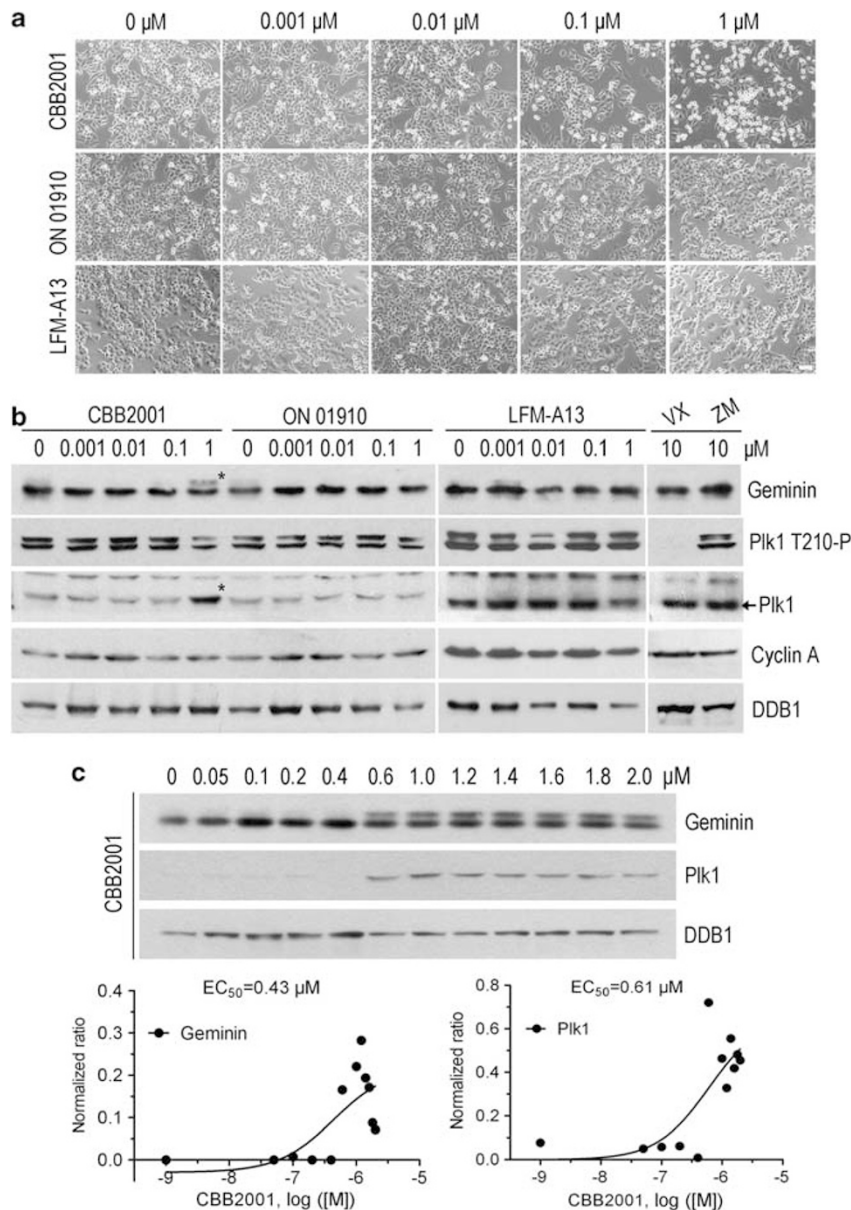 a
0 µM 0.001 µM 0.01 µM 0.1 µM 1 µM
CBB2001
ON 01910
LFM-A13
b
CBB2001 ON 01910 LFM-A13 VX ZM
0 0.001 0.01 0.1 1 0 0.001 0.01 0.1 1 0 0.001 0.01 0.1 1 10 10 µM
* Geminin
Plk1 T210-P
* ←Plk1
Cyclin A
DDB1
c
0 0.05 0.1 0.2 0.4 0.6 1.0 1.2 1.4 1.6 1.8 2.0 µM
CBB2001
Geminin
Plk1
DDB1
EC50=0.43 µM
Normalized ratio
0.4
0.3
0.2
0.1
0.0
Geminin
-9 -8 -7 -6 -5
CBB2001, log ([M])
EC50=0.61 µM
Normalized ratio
0.8
0.6
0.4
0.2
0.0
Plk1
-9 -8 -7 -6 -5
CBB2001, log ([M])